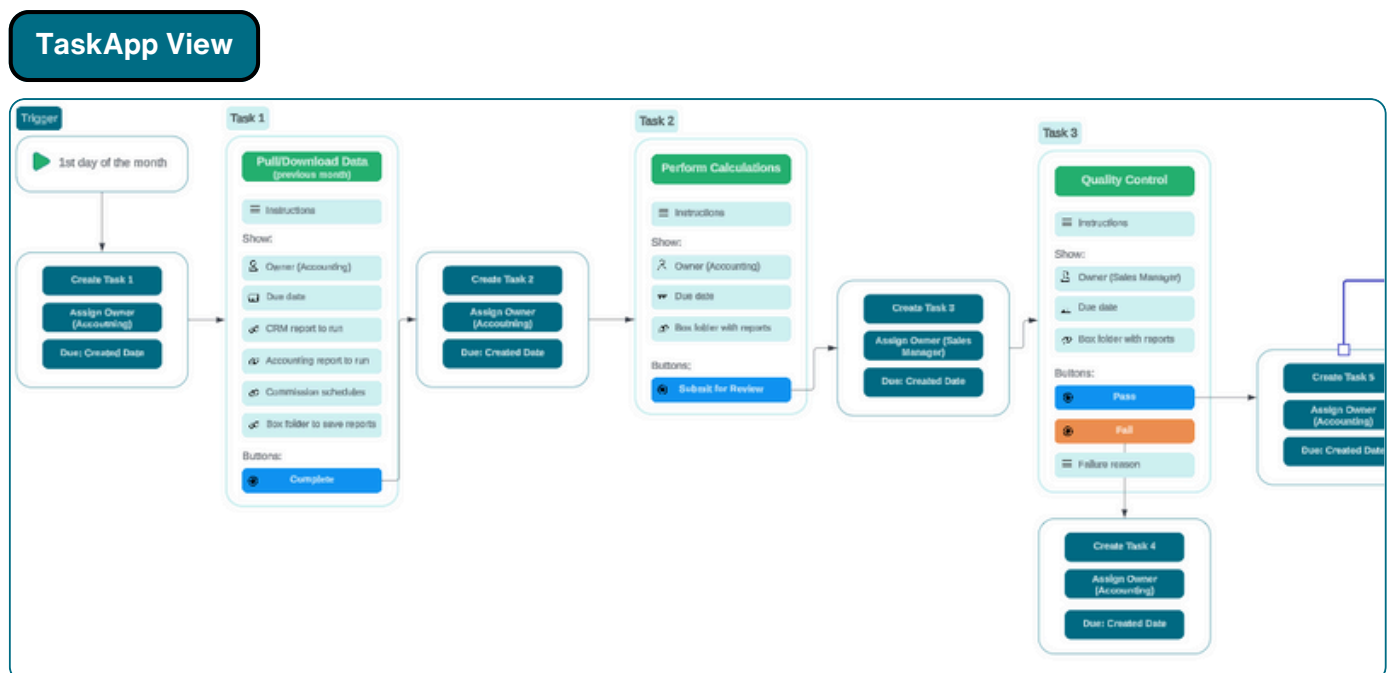 TaskApp View
Trigger
1st day of the month
Create Task 1
Assign Owner
(Accounting)
Due: Created Date
Task 1
Pull/Download Data
(previous month)
Instructions
Show:
Owner (Accounting)
Due date
CRM report to run
Accounting report to run
Commission schedules
Box folder to save reports
Buttons:
Complete
Create Task 2
Assign Owner
(Accoutning)
Due: Created Date
Task 2
Perform Calculations
Instructions
Show:
Owner (Accounting)
Due date
Box folder with reports
Buttons:
Submit for Review
Create Task 3
Assign Owner (Sales
Manager)
Due: Created Date
Task 3
Quality Control
Instructions
Show:
Owner (Sales Manager)
Due date
Box folder with reports
Buttons:
Pass
Fail
Failure reason
Create Task 4
Assign Owner
(Accounting)
Due: Created Date
Create Task 5
Assign Owner
(Accounting)
Due: Created Date